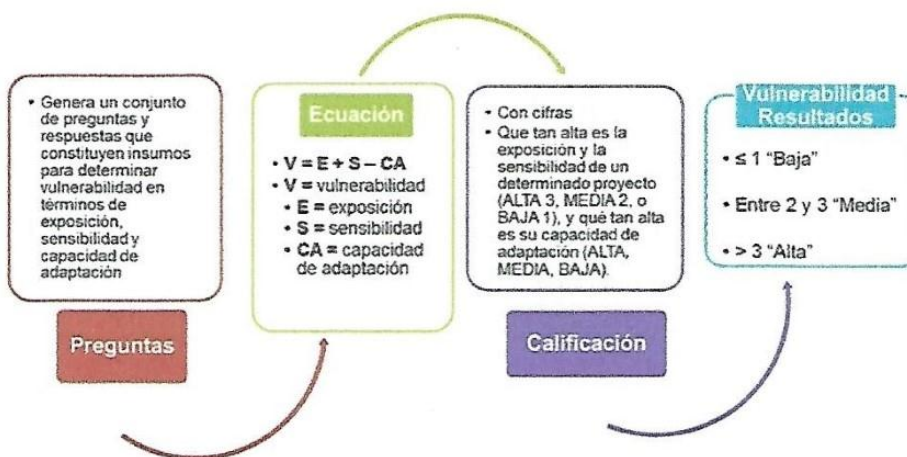 • Genera un conjunto
de preguntas y
respuestas que
constituyen insumos
para determinar
vulnerabilidad en
términos de
exposición,
sensibilidad y
capacidad de
adaptación
Preguntas
Ecuación
• V = E + S – CA
• V = vulnerabilidad
• E = exposición
• S = sensibilidad
• CA = capacidad
de adaptación
• Con cifras
• Que tan alta es la
exposición y la
sensibilidad de un
determinado proyecto
(ALTA 3, MEDIA 2, o
BAJA 1), y qué tan alta
es su capacidad de
adaptación (ALTA,
MEDIA, BAJA).
Calificación
Vulnerabilidad
Resultados
• ≤ 1 “Baja”
• Entre 2 y 3 “Media”
• > 3 “Alta”